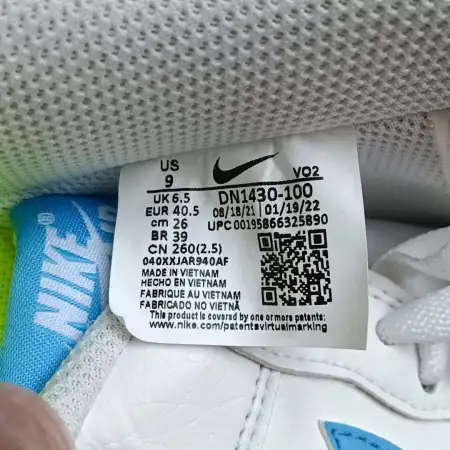 US
9
VO2
UK 6.5
DN1430-100
EUR 40.5
08/18/21 01/19/22
cm 26
UPC 00195866325890
BR 39
CN 260(2.5)
040XXJAR940AF
MADE IN VIETNAM
HECHO EN VIETNAM
FABRIQUE AU VIETNAM
FABRICADO NO VIETNÃ
This product is covered by one or more patents:
www.nike.com/patentsvirtualmarking
NIKE